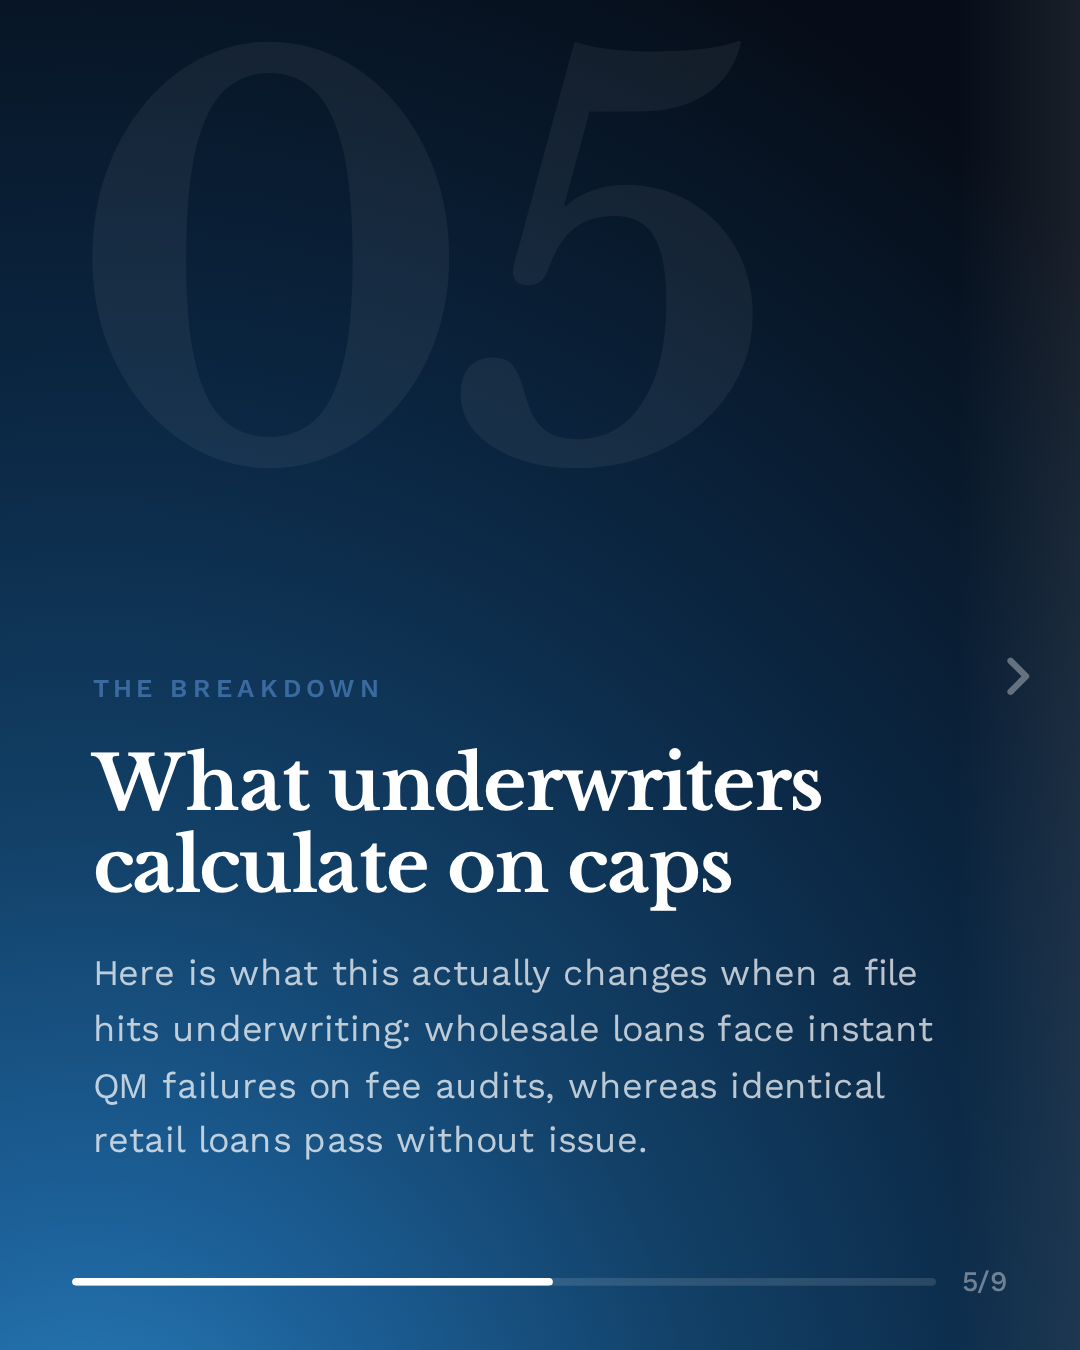 05
THE BREAKDOWN
What underwriters
calculate on caps
Here is what this actually changes when a file
hits underwriting: wholesale loans face instant
QM failures on fee audits, whereas identical
retail loans pass without issue.
5/9